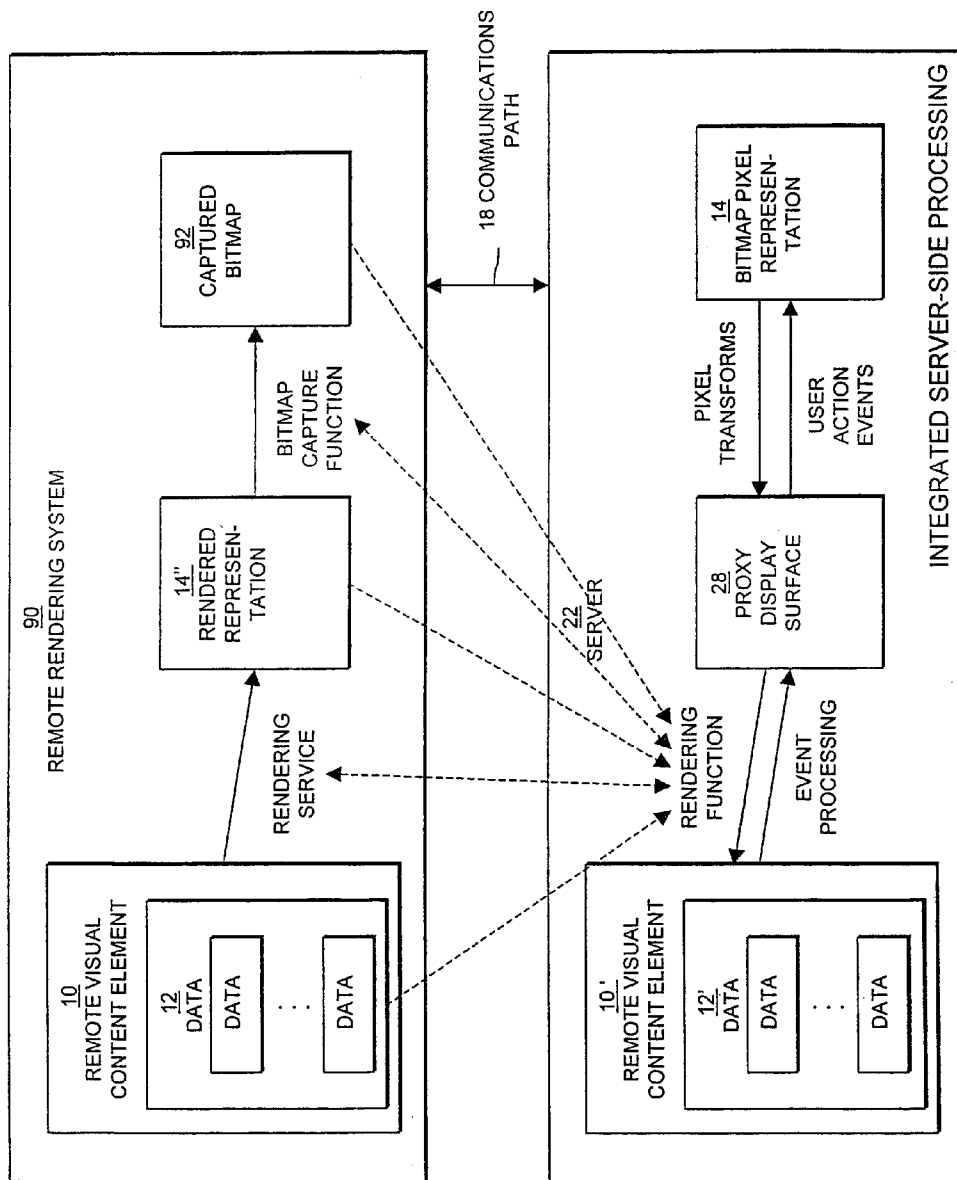 90
REMOTE RENDERING SYSTEM
10
REMOTE VISUAL
CONTENT ELEMENT
12
DATA
DATA
. . .
DATA
RENDERING
SERVICE
14"
RENDERED
REPRESEN-
TATION
BITMAP
CAPTURE
FUNCTION
92
CAPTURED
BITMAP
18 COMMUNICATIONS
PATH
22
SERVER
RENDERING
FUNCTION
10'
REMOTE VISUAL
CONTENT ELEMENT
12'
DATA
DATA
. . .
DATA
EVENT
PROCESSING
28
PROXY
DISPLAY
SURFACE
PIXEL
TRANSFORMS
USER
ACTION
EVENTS
14
BITMAP PIXEL
REPRESEN-
TATION
INTEGRATED SERVER-SIDE PROCESSING